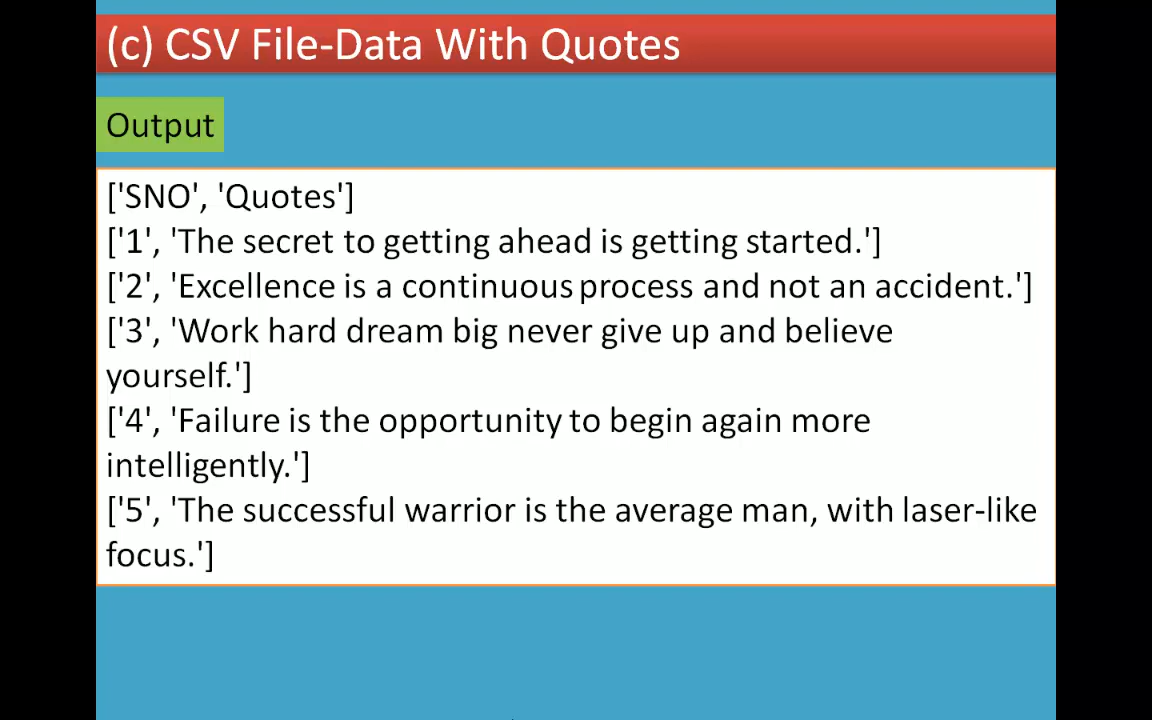 (c) CSV File-Data With Quotes
Output
['SNO', 'Quotes']
['1', 'The secret to getting ahead is getting started.']
['2', 'Excellence is a continuous process and not an accident.']
['3', 'Work hard dream big never give up and believe
yourself.']
['4', 'Failure is the opportunity to begin again more
intelligently.']
['5', 'The successful warrior is the average man, with laser-like
focus.']